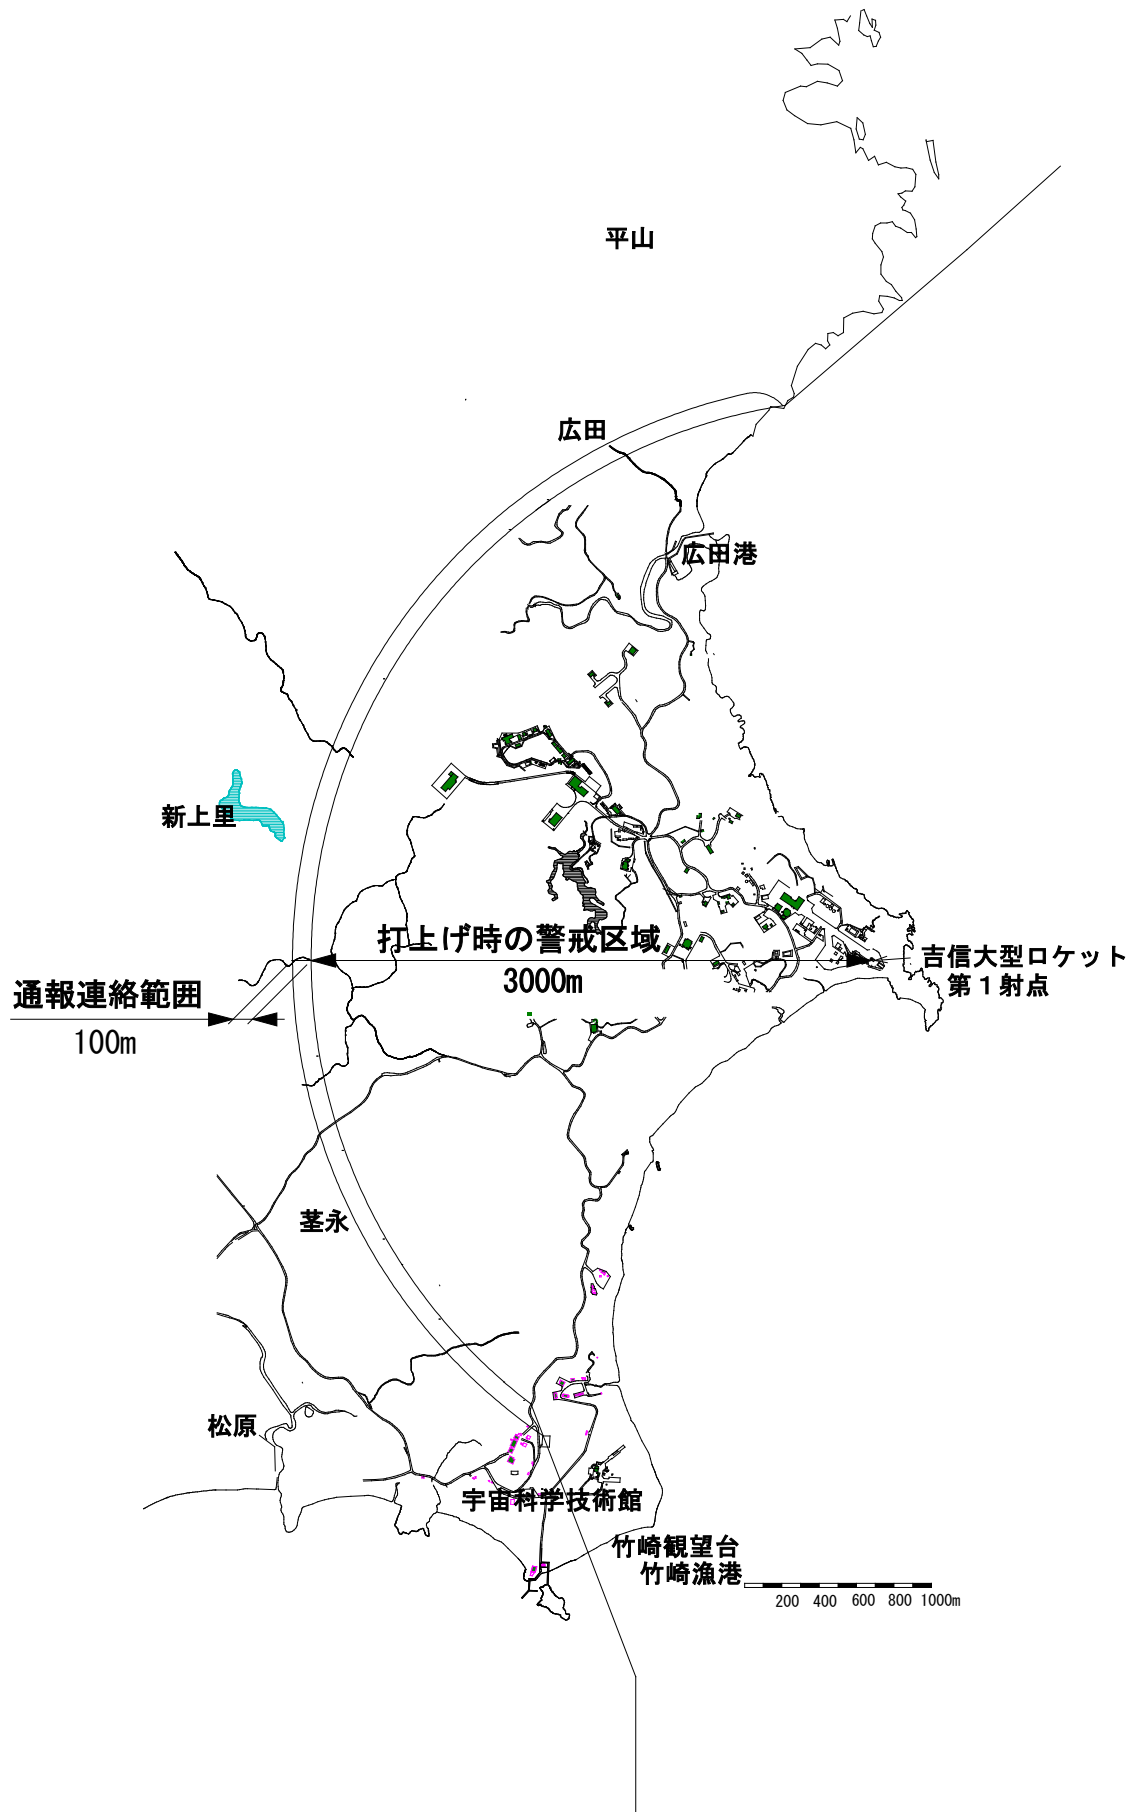 平山
広田
広田港
新上里
打上げ時の警戒区域
3000m
吉信大型ロケット
第１射点
通報連絡範囲
100m
茎永
松原
宇宙科学技術館
竹崎観望台
竹崎漁港
200 400 600 800 1000m